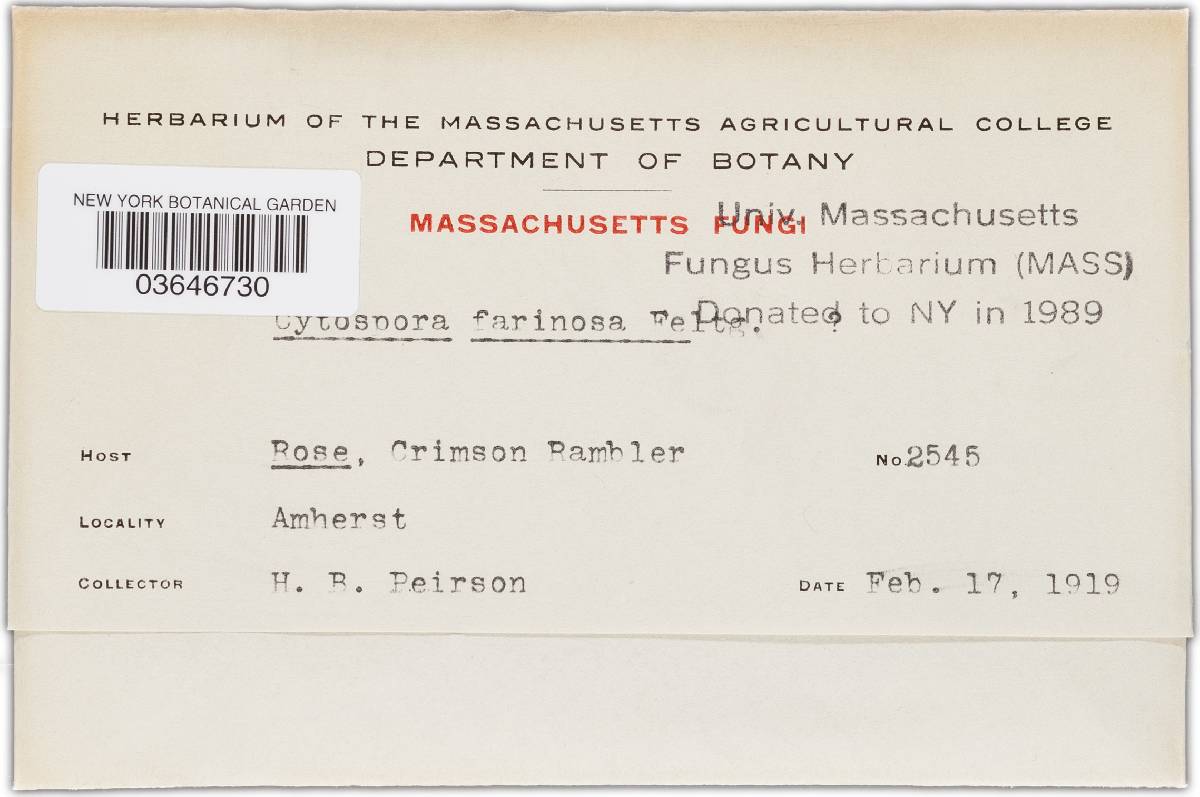 HERBARIUM OF THE MASSACHUSETTS AGRICULTURAL COLLEGE
DEPARTMENT OF BOTANY
NEW YORK BOTANICAL GARDEN
03646730
MASSACHUSETTS FUNGI
Univ. Massachusetts
Fungus Herbarium (MASS)
Donated to NY in 1989
Cytospora farinosa Feltg. ?
HOST Rose, Crimson Rambler No. 2545
LOCALITY Amherst
COLLECTOR H. B. Peirson DATE Feb. 17, 1919